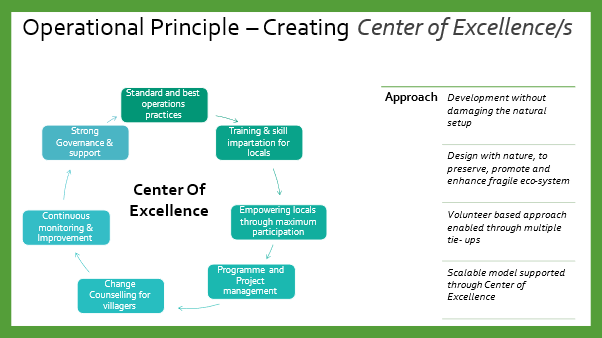 Operational Principle – Creating Center of Excellence/s
Standard and best
operations
practices
Training & skill
impartation for
locals
Empowering locals
through maximum
participation
Programme and
Project
management
Change
Counselling for
villagers
Continuous
monitoring &
Improvement
Strong
Governance &
support
Center Of
Excellence
Approach
Development without
damaging the natural
setup
Design with nature, to
preserve, promote and
enhance fragile eco-system
Volunteer based approach
enabled through multiple
tie- ups
Scalable model supported
through Center of
Excellence